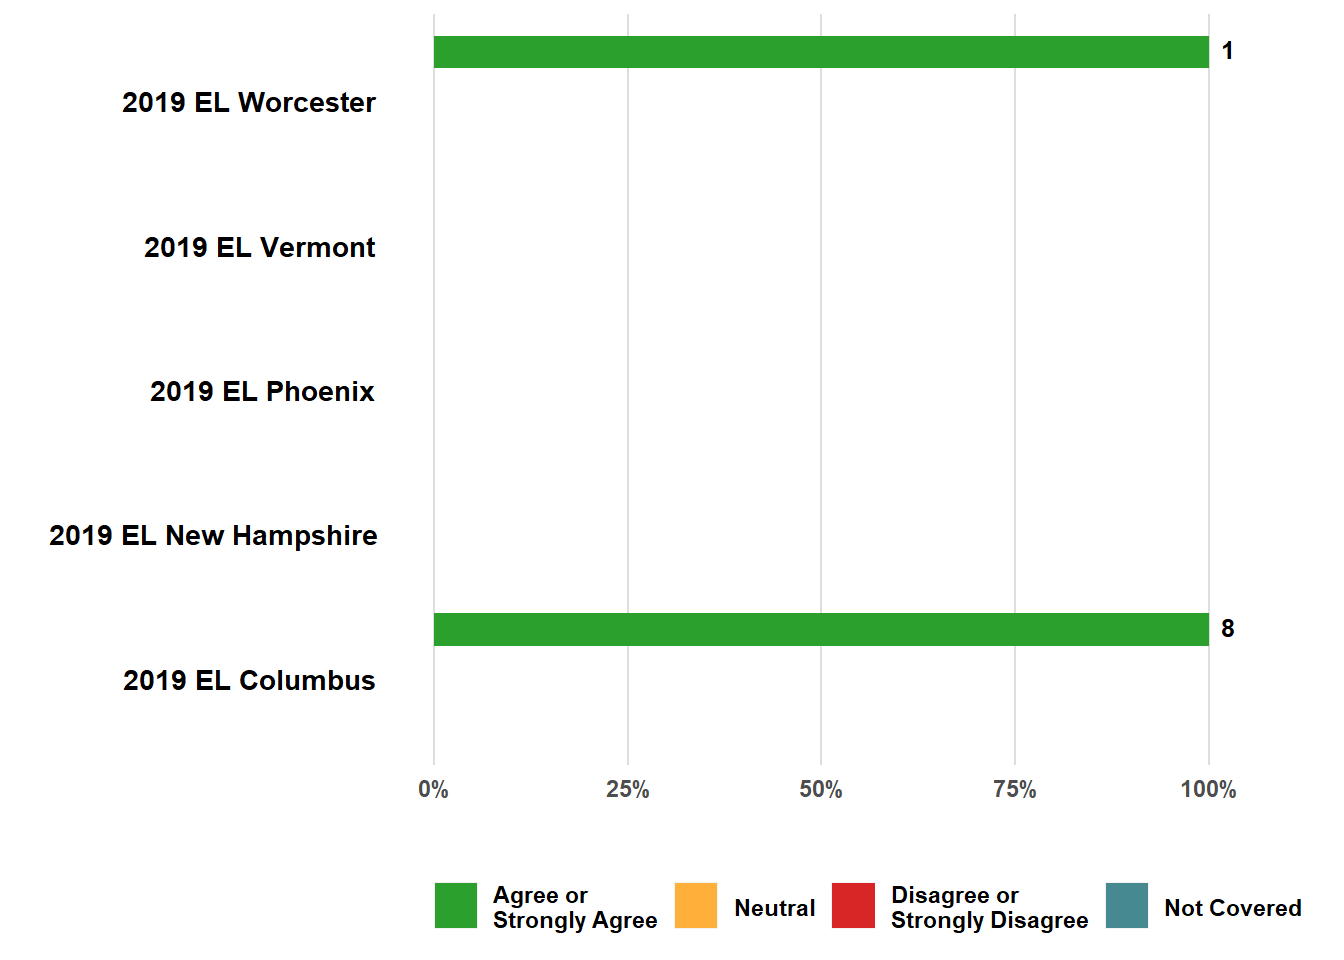 1
2019 EL Worcester
2019 EL Vermont
2019 EL Phoenix
2019 EL New Hampshire
8
2019 EL Columbus
0% 25% 50% 75% 100%
Agree or
Strongly Agree
Neutral
Disagree or
Strongly Disagree
Not Covered